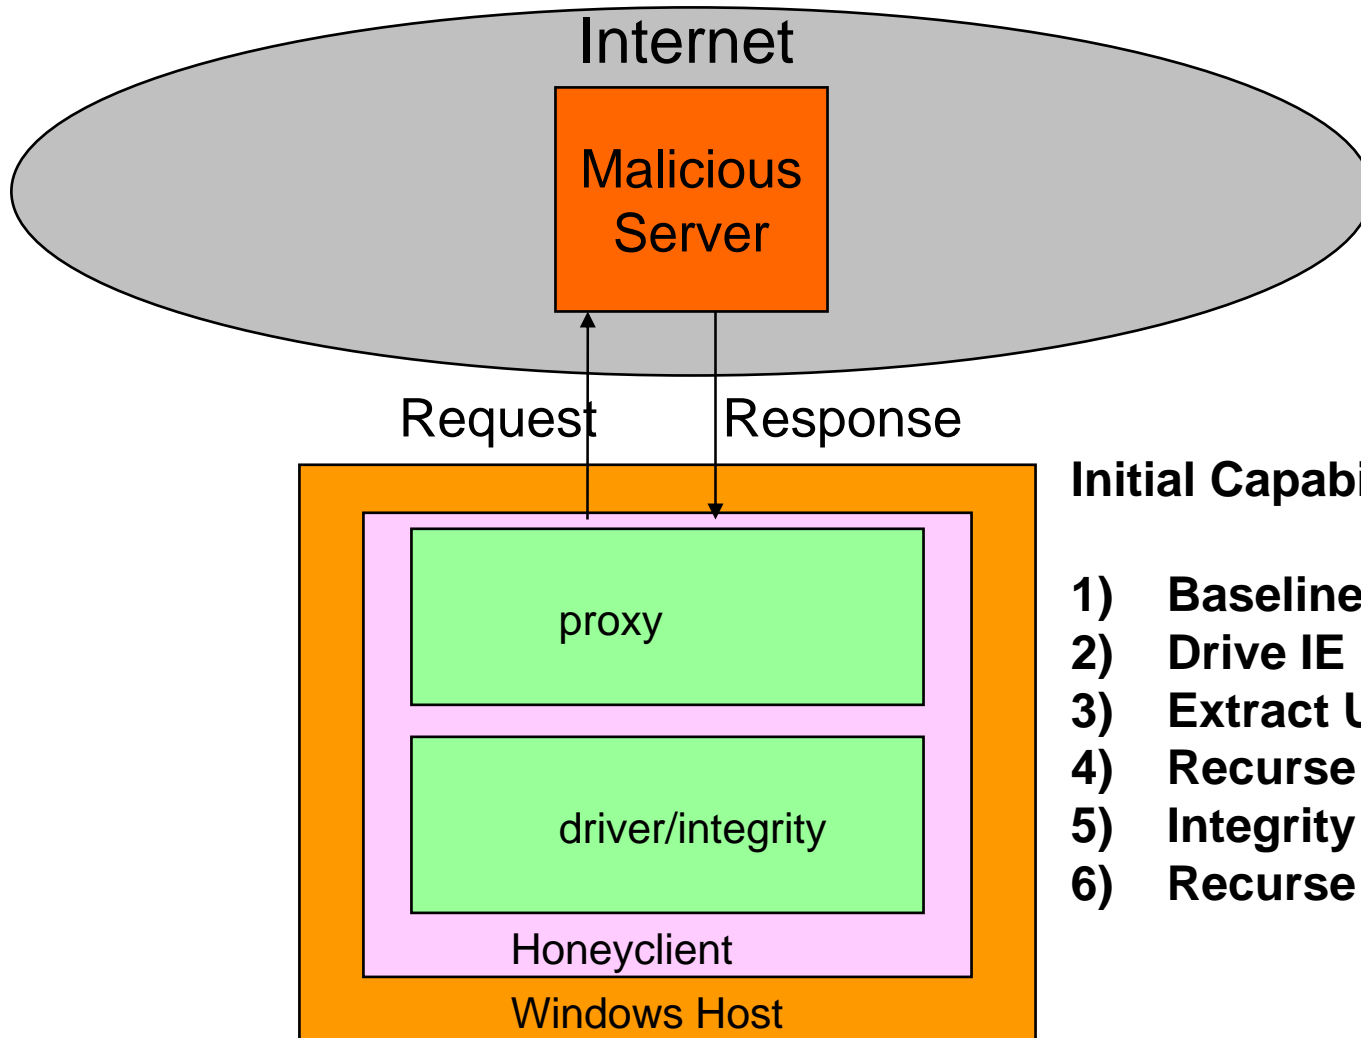 Internet
Malicious
Server
Request
Response
Initial Capabi
1) Baseline
2) Drive IE
3) Extract U
4) Recurse
5) Integrity
6) Recurse
proxy
driver/integrity
Honeyclient
Windows Host